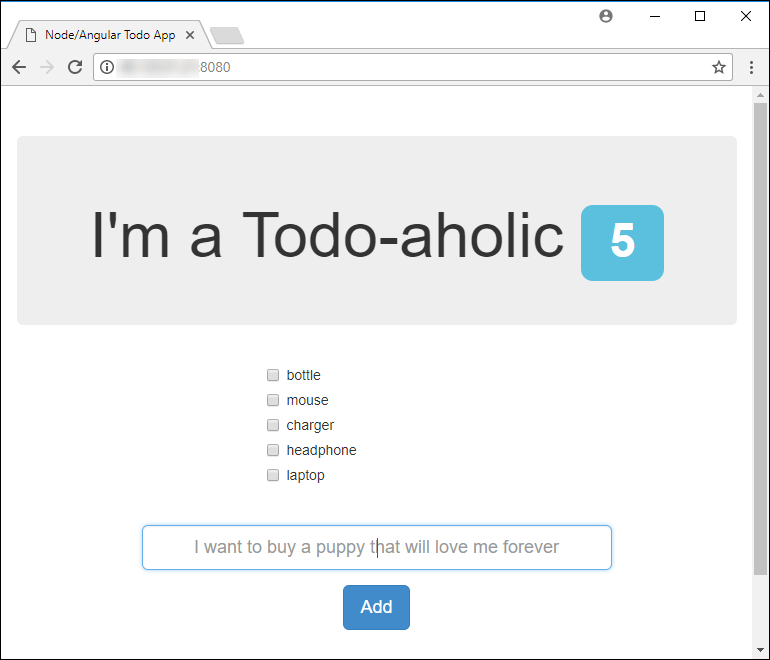 Node/Angular Todo App
8080
I'm a Todo-aholic 5
bottle
mouse
charger
headphone
laptop
I want to buy a puppy that will love me forever
Add